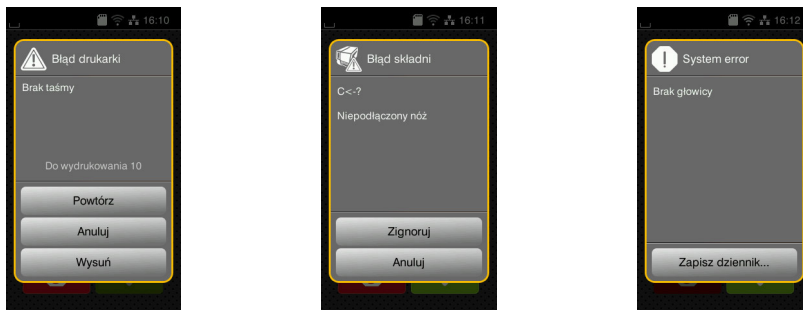 16:10
Błąd drukarki
Brak taśmy
Do wydrukowania 10
Powtórz
Anuluj
Wysuń
16:11
Błąd składni
C<-?
Niepodłączony nóż
Zignoruj
Anuluj
16:12
System error
Brak głowicy
Zapisz dziennik...